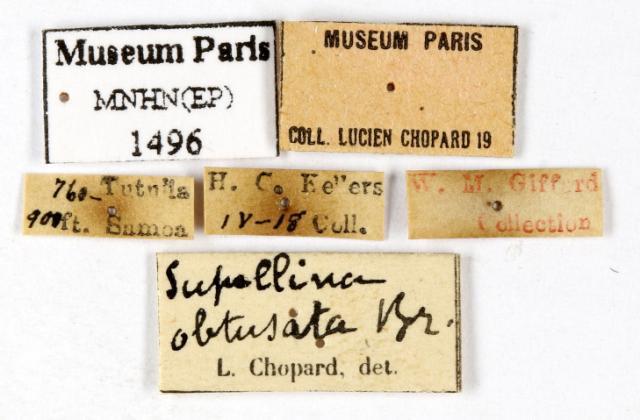 Museum Paris
MNHN(EP)
1496
MUSEUM PARIS
COLL. LUCIEN CHOPARD 19
760- Tutuila
900ft. Samoa
H. C. Kellers
IV-18 Coll.
W. M. Giffard
Collection
Supellina
obtusata Br.
L. Chopard, det.